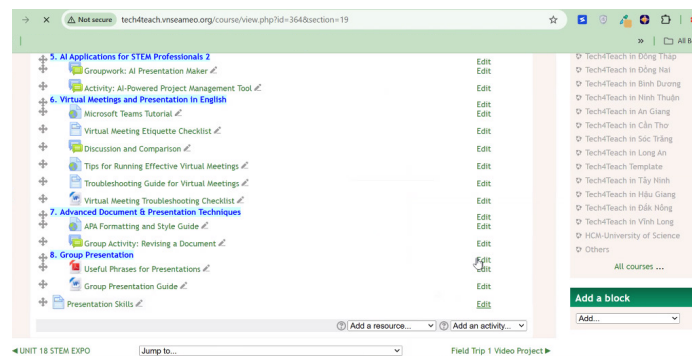 Not secure tech4teach.vnseameo.org/course/view.php?id=364&section=19
» All B
5. AI Applications for STEM Professionals 2 Edit
Groupwork: AI Presentation Maker Edit
Activity: AI-Powered Project Management Tool Edit
6. Virtual Meetings and Presentation in English Edit
Microsoft Teams Tutorial Edit
Virtual Meeting Etiquette Checklist Edit
Discussion and Comparison Edit
Tips for Running Effective Virtual Meetings Edit
Troubleshooting Guide for Virtual Meetings Edit
Virtual Meeting Troubleshooting Checklist Edit
7. Advanced Document & Presentation Techniques Edit
APA Formatting and Style Guide Edit
Group Activity: Revising a Document Edit
8. Group Presentation Edit
Useful Phrases for Presentations Edit
Group Presentation Guide Edit
Presentation Skills Edit
Add a resource... Add an activity...
◄ UNIT 18 STEM EXPO Jump to... Field Trip 1 Video Project ►
Tech4Teach in Đồng Tháp
Tech4Teach in Đồng Nai
Tech4Teach in Bình Dương
Tech4Teach in Ninh Thuận
Tech4Teach in An Giang
Tech4Teach in Cần Thơ
Tech4Teach in Sóc Trăng
Tech4Teach in Long An
Tech4Teach Template
Tech4Teach in Tây Ninh
Tech4Teach in Hậu Giang
Tech4Teach in Đắk Nông
Tech4Teach in Vĩnh Long
HCM-University of Science
Others
All courses ...
Add a block
Add...